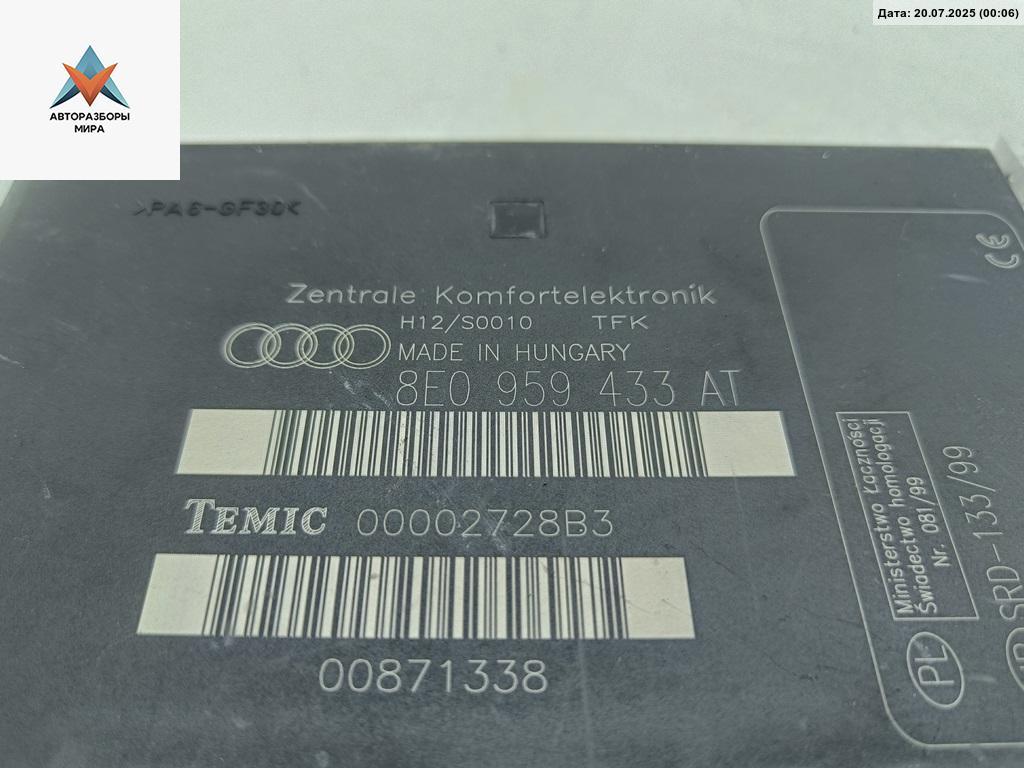 Дата: 20.07.2025 (00:06)
АВТОРАЗБОРЫ
МИРА
>PA6-GF30<
Zentrale Komfortelektronik
H12/S0010 TFK
MADE IN HUNGARY
8E0 959 433 AT
TEMIC 00002728B3
00871338
CE
Ministerstwo Łączności
Świadectwo homologacji
Nr. 081/99
PL
SRD-133/99